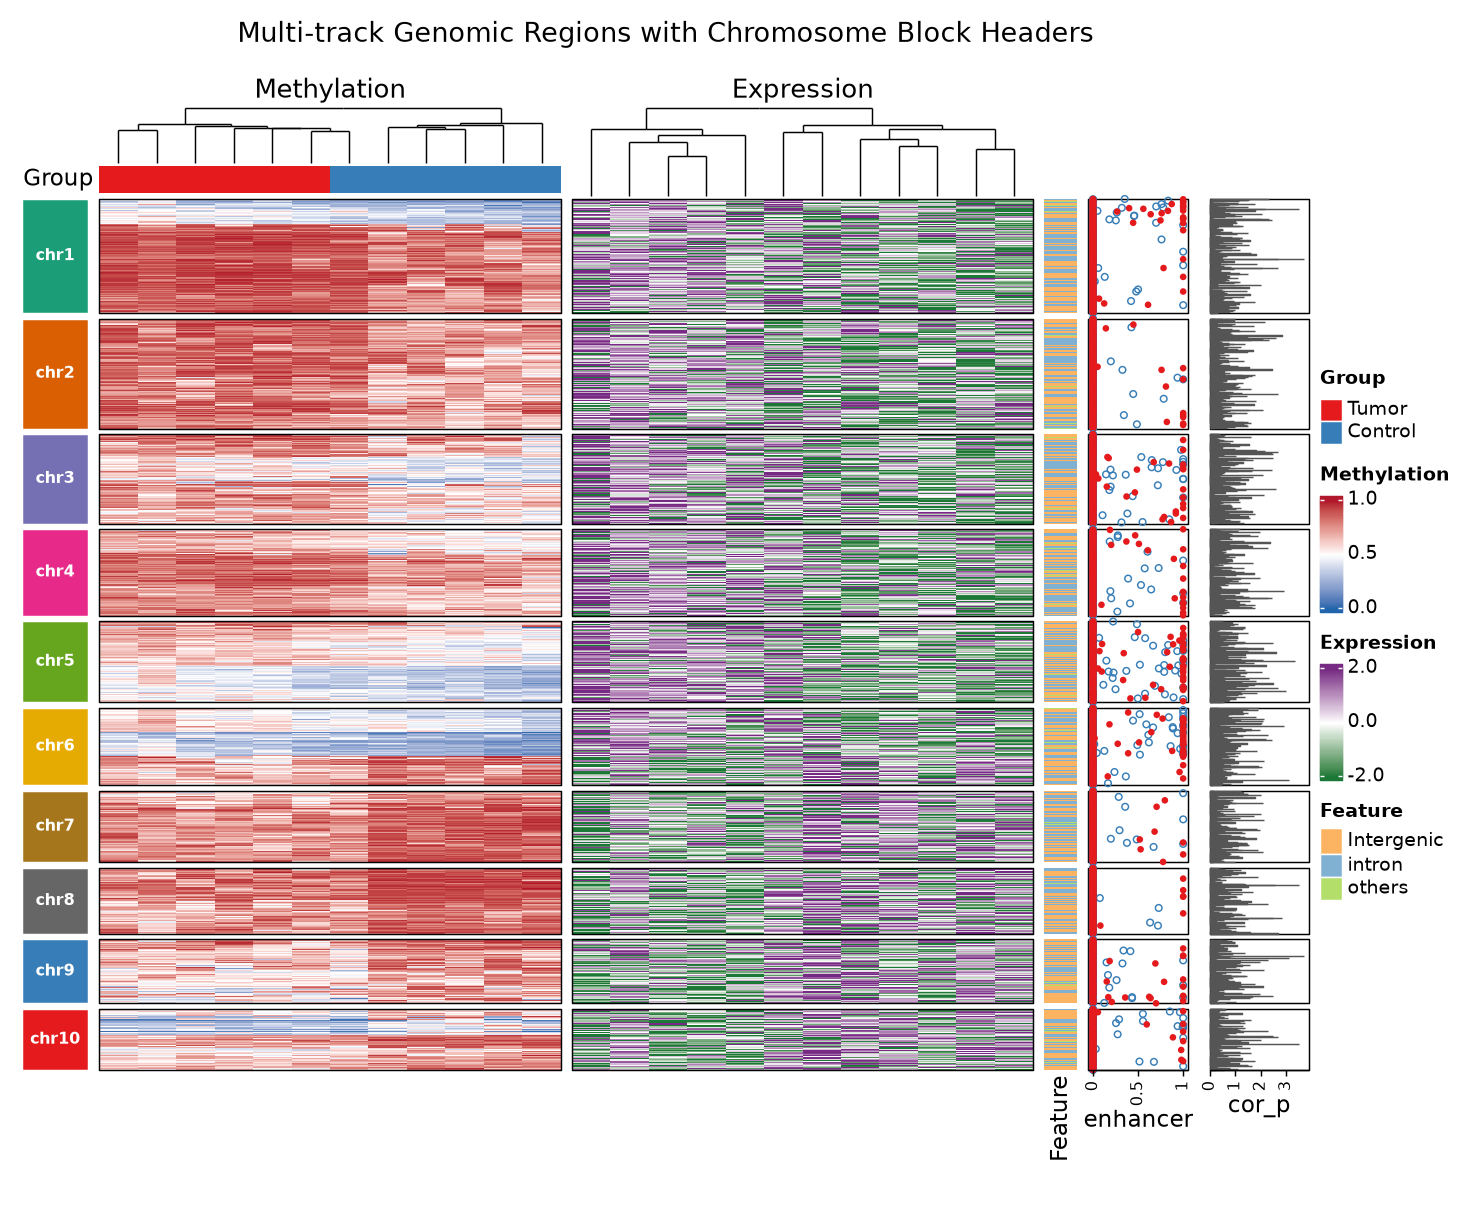 Multi-track Genomic Regions with Chromosome Block Headers
Methylation
Expression
Group
chr1
chr2
chr3
chr4
chr5
chr6
chr7
chr8
chr9
chr10
Feature
0
0.5
1
enhancer
0
1
2
3
cor_p
Group
Tumor
Control
Methylation
1.0
0.5
0.0
Expression
2.0
0.0
-2.0
Feature
Intergenic
intron
others